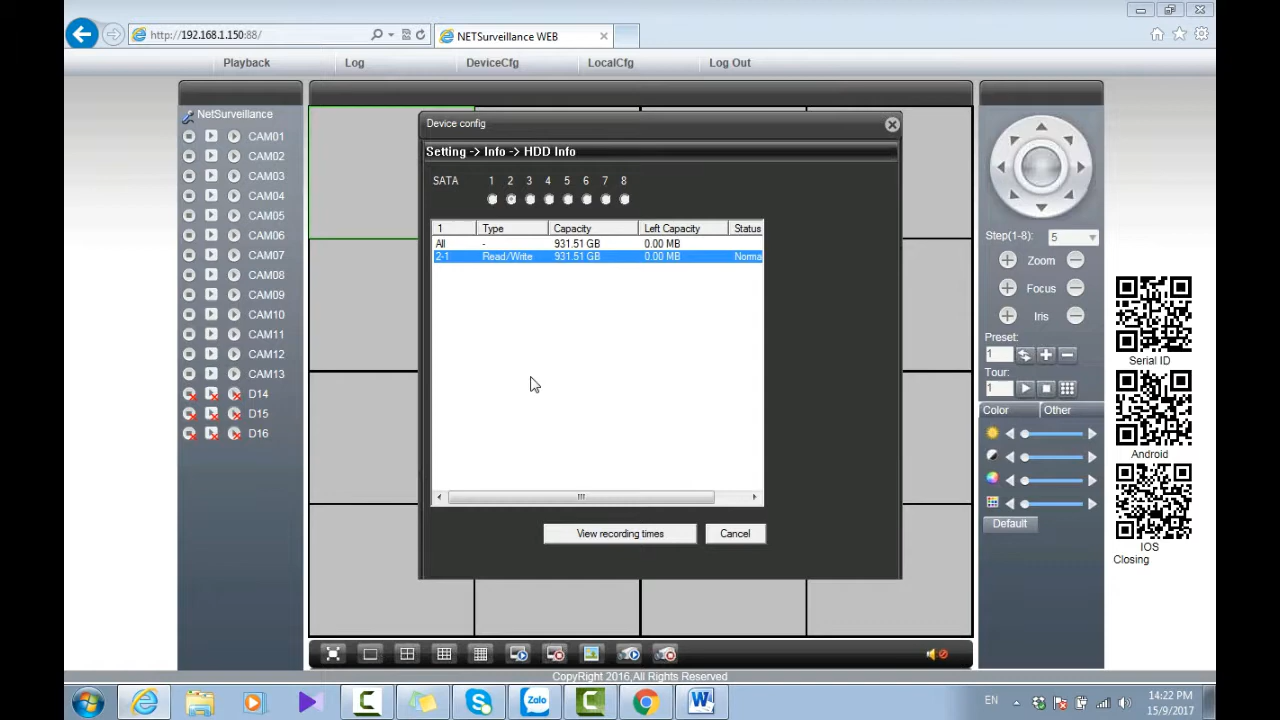 http://192.168.1.150:88/
NETSurveillance WEB
Playback Log DeviceCfg LocalCfg Log Out
NetSurveillance
CAM01
CAM02
CAM03
CAM04
CAM05
CAM06
CAM07
CAM08
CAM09
CAM10
CAM11
CAM12
CAM13
D14
D15
D16
Device config
Setting -> Info -> HDD Info
SATA 1 2 3 4 5 6 7 8
1 Type Capacity Left Capacity Status
All - 931.51 GB 0.00 MB
2-1 Read/Write 931.51 GB 0.00 MB Norma
View recording times Cancel
Step(1-8): 5
Zoom
Focus
Iris
Preset:
1
Tour:
1
Color Other
Default
Serial ID
Android
IOS
Closing
CopyRight 2016,All Rights Reserved
Zalo
EN
14:22 PM
15/9/2017